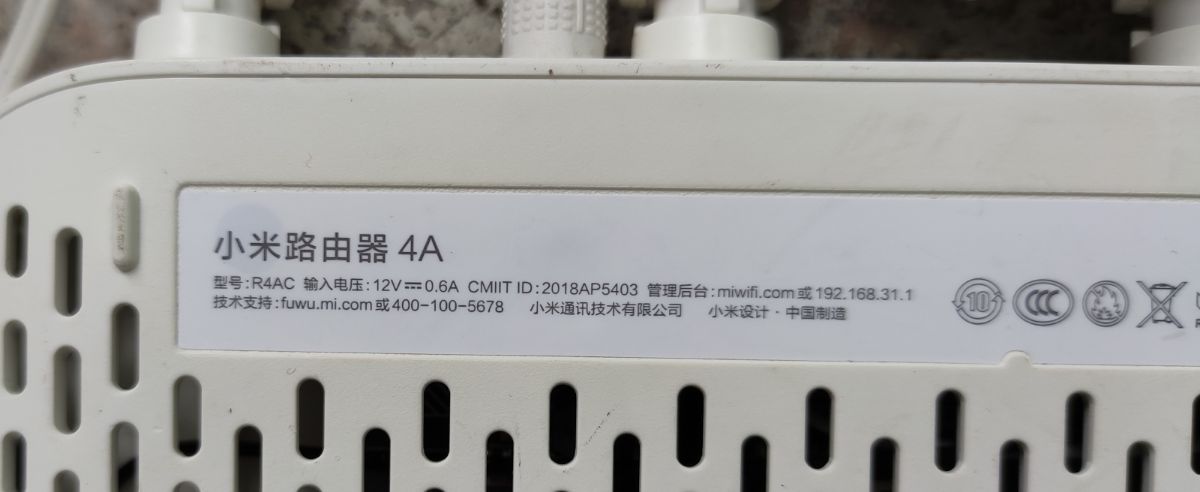 小米路由器 4A
型号:R4AC 输入电压:12V⎓0.6A CMIIT ID:2018AP5403 管理后台:miwifi.com或192.168.31.1
技术支持:fuwu.mi.com或400-100-5678 小米通讯技术有限公司 小米设计·中国制造
10
CCC